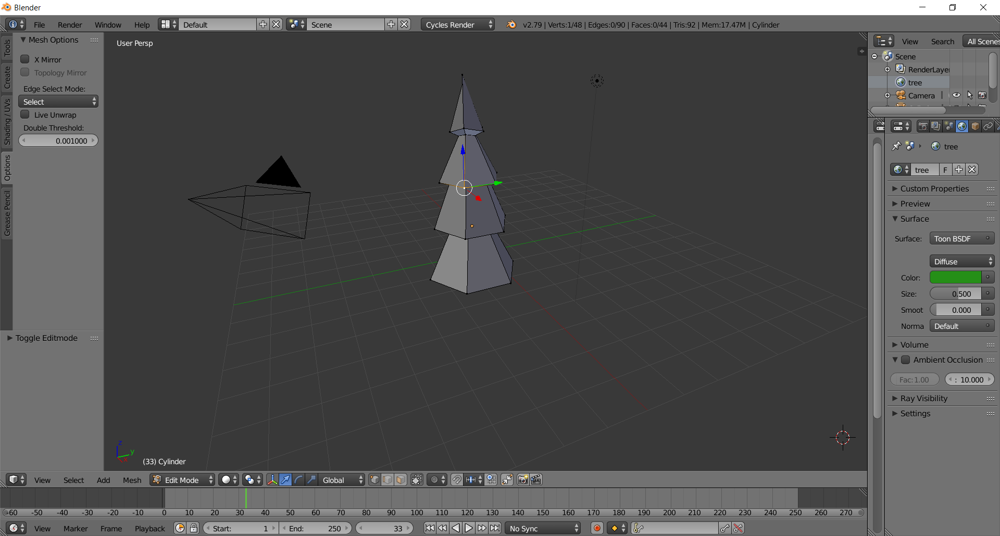 Blender
File Render Window Help Default Scene Cycles Render v2.79 | Verts:1/48 | Edges:0/90 | Faces:0/44 | Tris:92 | Mem:17.47M | Cylinder
Tools
Create
Shading / UVs
Options
Grease Pencil
Mesh Options
X Mirror
Topology Mirror
Edge Select Mode:
Select
Live Unwrap
Double Threshold:
0.001000
Toggle Editmode
User Persp
z
y
x
(33) Cylinder
View Search All Scenes
Scene
RenderLayer
tree
Camera
tree
tree F
Custom Properties
Preview
Surface
Surface: Toon BSDF
Diffuse
Color:
Size: 0.500
Smoot 0.000
Norma Default
Volume
Ambient Occlusion
Fac: 1.00 : 10.000
Ray Visibility
Settings
View Select Add Mesh Edit Mode Global
-60 -50 -40 -30 -20 -10 0 10 20 30 40 50 60 70 80 90 100 110 120 130 140 150 160 170 180 190 200 210 220 230 240 250 260 270
View Marker Frame Playback Start: 1 End: 250 33 No Sync